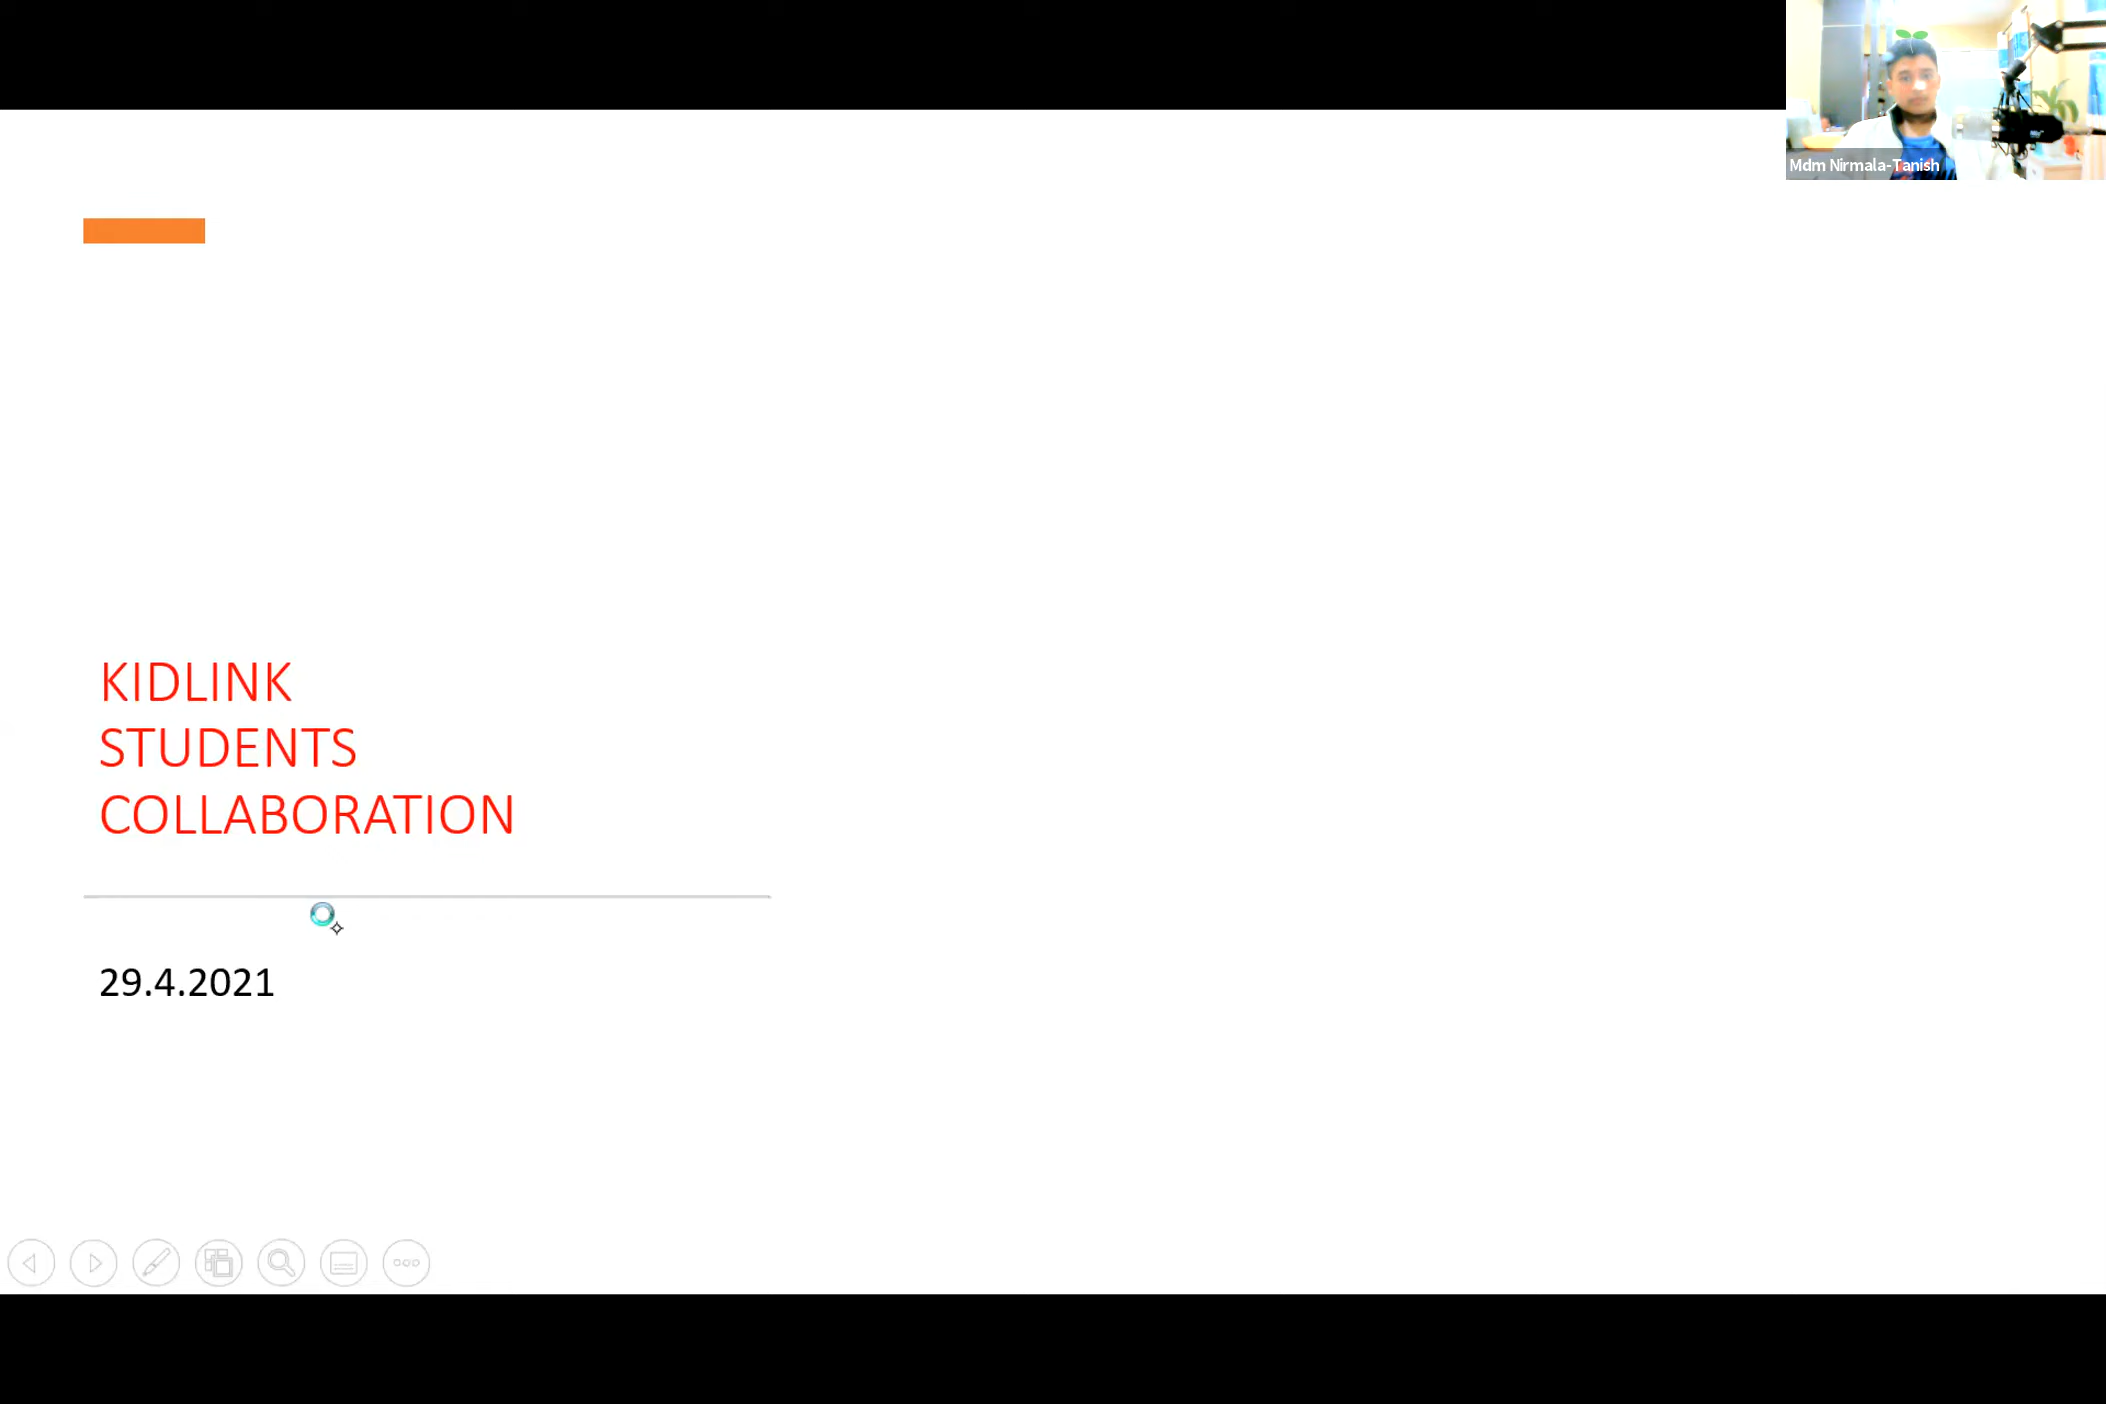 Mdm Nirmala-Tanish
KIDLINK
STUDENTS
COLLABORATION
29.4.2021